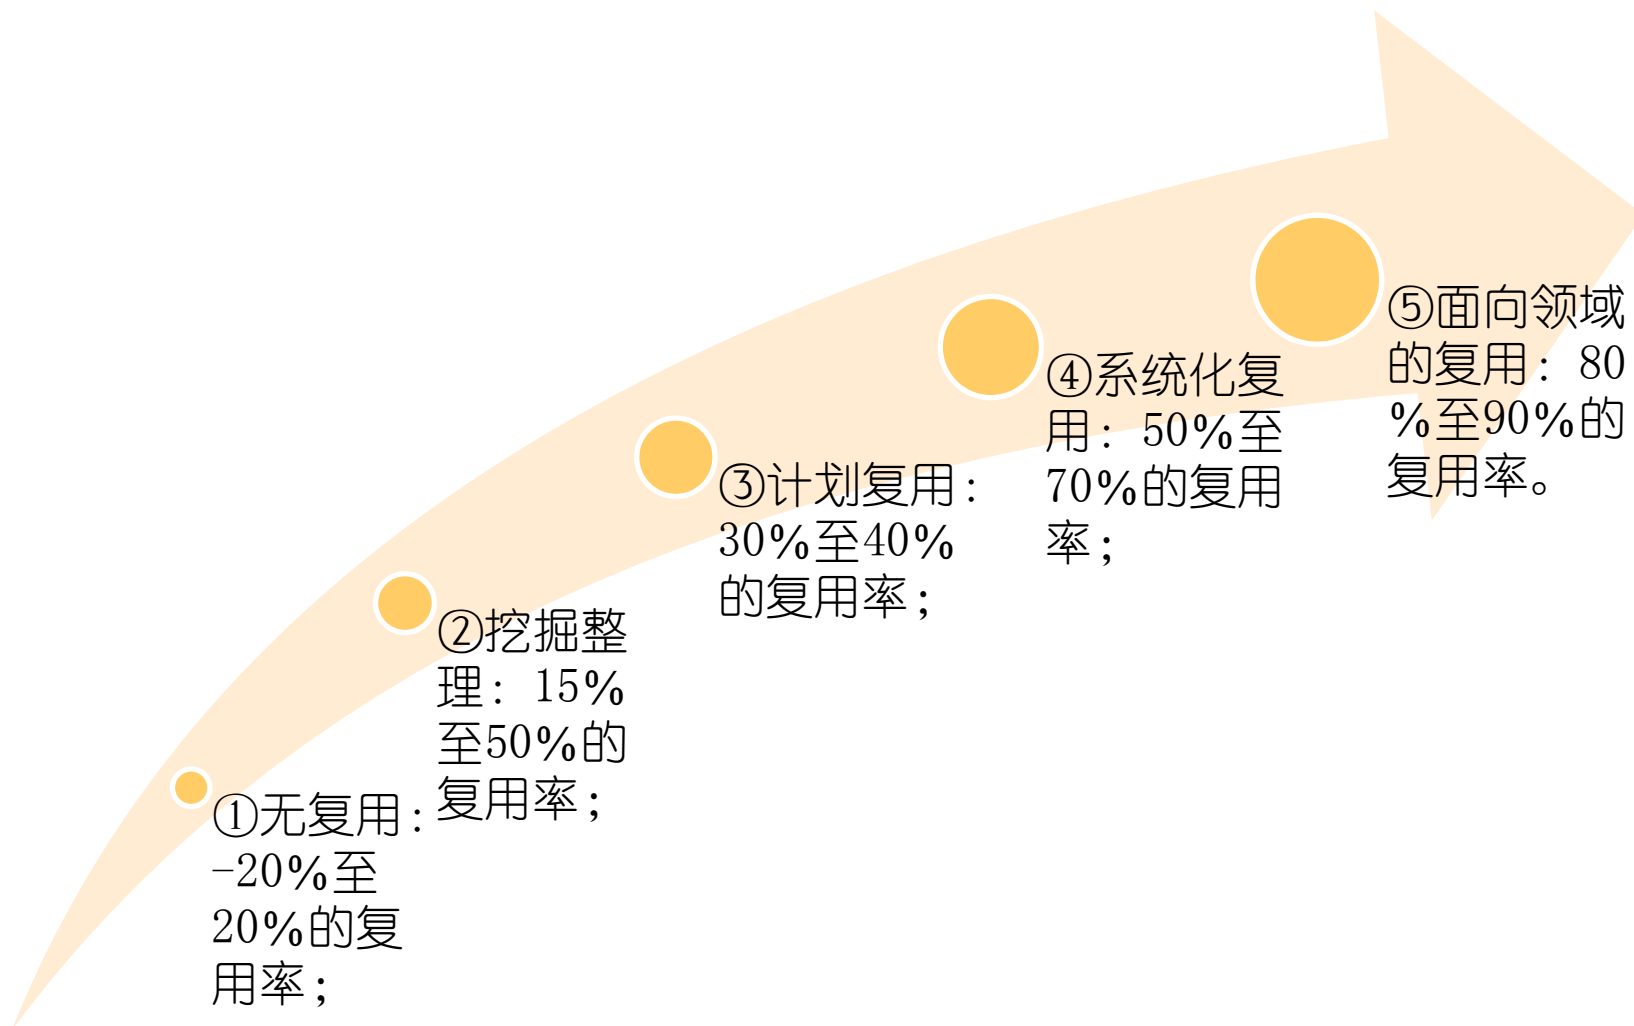 ①无复用：
-20%至
20%的复
用率；
②挖掘整
理：15%
至50%的
复用率；
③计划复用：
30%至40%
的复用率；
④系统化复
用：50%至
70%的复用
率；
⑤面向领域
的复用：80
%至90%的
复用率。